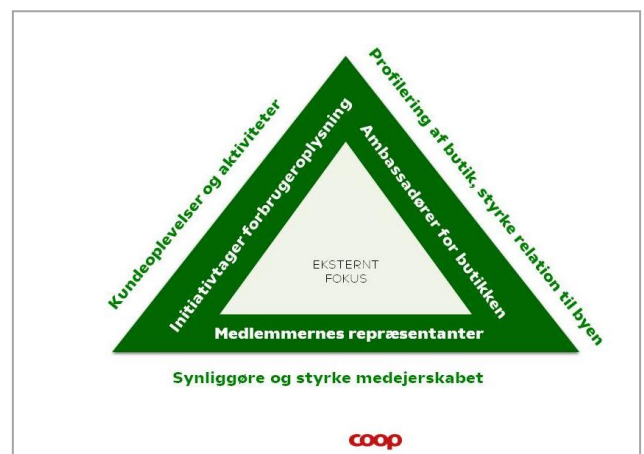 Kundeoplevelser og aktiviteter
Initiativtager forbrugeroplysning
Profilering af butik, styrke relation til byen
Ambassadører for butikken
EKSTERNT
FOKUS
Medlemmernes repræsentanter
Synliggøre og styrke medejerskabet
coop